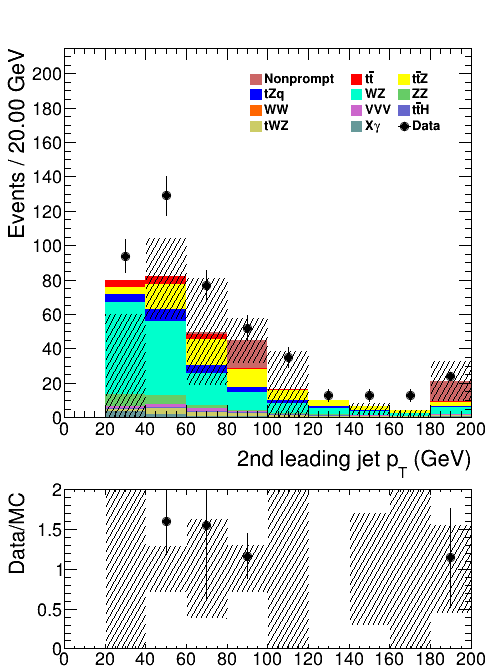 Events / 20.00 GeV
200
180
160
140
120
100
80
60
40
20
0
Nonprompt tt̄ tt̄Z
tZq WZ ZZ
WW VVV tt̄H
tWZ Xγ Data
0 20 40 60 80 100 120 140 160 180 200
2nd leading jet p_T (GeV)
Data/MC
2
1.5
1
0.5
0
0 20 40 60 80 100 120 140 160 180 200